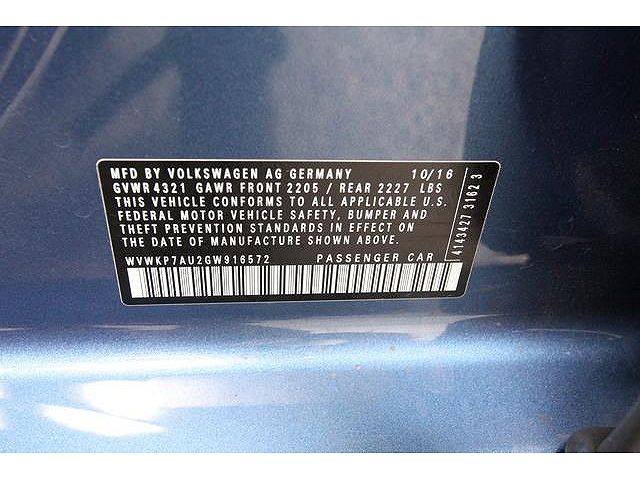 MFD BY VOLKSWAGEN AG GERMANY 10/16
GVWR 4321 GAWR FRONT 2205 / REAR 2227 LBS
THIS VEHICLE CONFORMS TO ALL APPLICABLE U.S.
FEDERAL MOTOR VEHICLE SAFETY, BUMPER AND
THEFT PREVENTION STANDARDS IN EFFECT ON
THE DATE OF MANUFACTURE SHOWN ABOVE.
WVWKP7AU2GW916572 PASSENGER CAR
4143427 3162 3